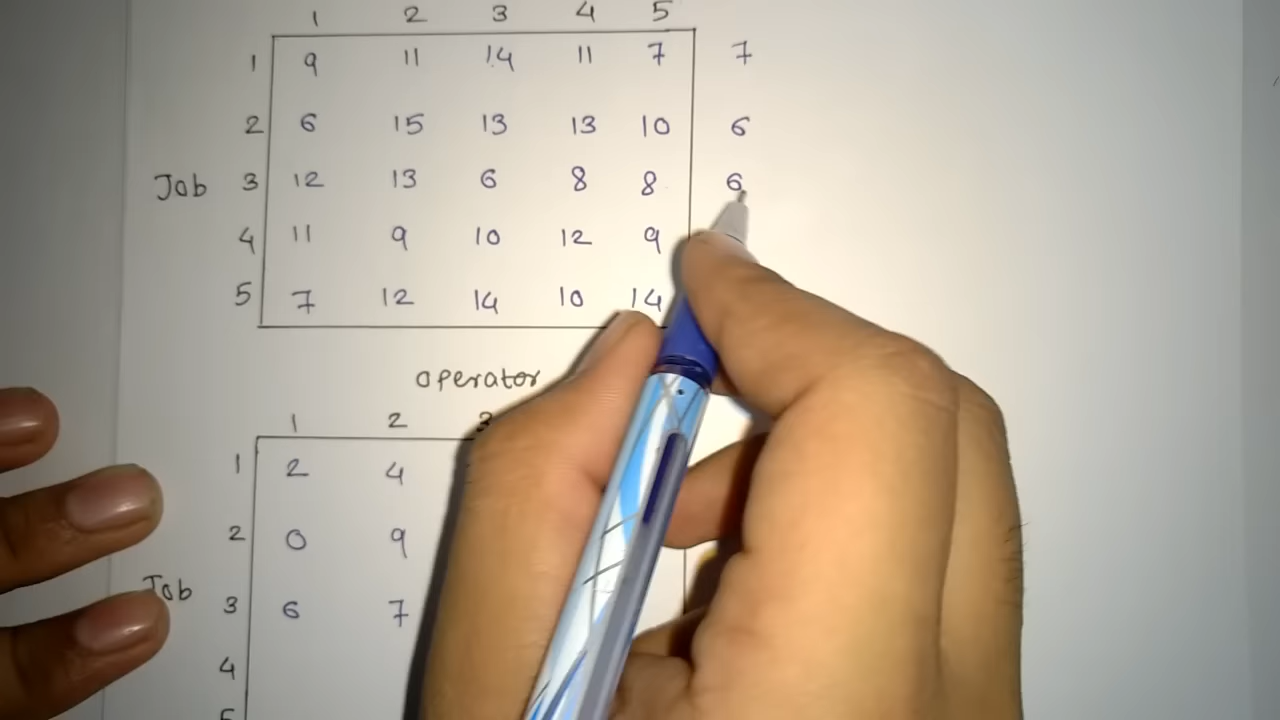 1 2 3 4 5
1 9 11 14 11 7 7
2 6 15 13 13 10 6
Job 3 12 13 6 8 8 6
4 11 9 10 12 9
5 7 12 14 10 14
operator
1 2 3
1 2 4
2 0 9
Job 3 6 7
4
5